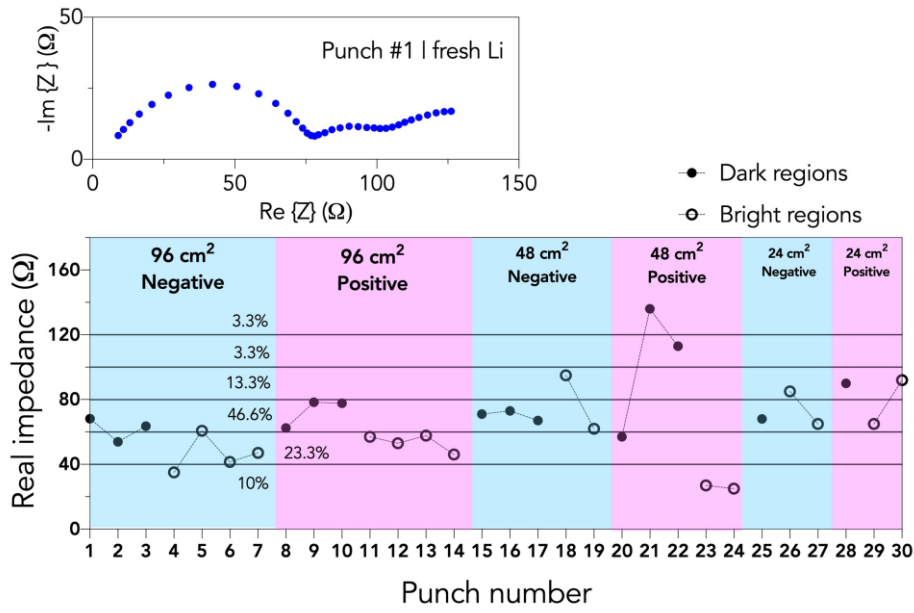 50
-Im {Z} (Ω)
Punch #1 | fresh Li
0
0 50 100 150
Re {Z} (Ω)
Dark regions
Bright regions
Real impedance (Ω)
160
120
80
40
0
96 cm²
Negative
96 cm²
Positive
48 cm²
Negative
48 cm²
Positive
24 cm²
Negative
24 cm²
Positive
3.3%
3.3%
13.3%
46.6%
23.3%
10%
1 2 3 4 5 6 7 8 9 10 11 12 13 14 15 16 17 18 19 20 21 22 23 24 25 26 27 28 29 30
Punch number